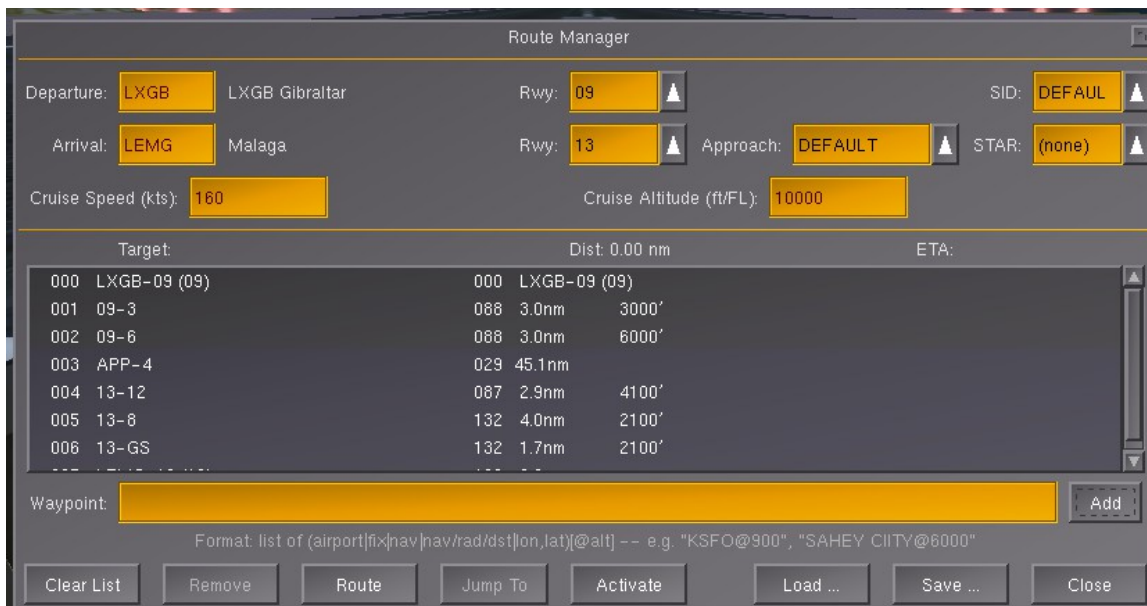 Route Manager
Departure: LXGB LXGB Gibraltar Rwy: 09 SID: DEFAUL
Arrival: LEMG Malaga Rwy: 13 Approach: DEFAULT STAR: (none)
Cruise Speed (kts): 160 Cruise Altitude (ft/FL): 10000
Target: Dist: 0.00 nm ETA:
000 LXGB-09 (09) 000 LXGB-09 (09)
001 09-3 088 3.0nm 3000'
002 09-6 088 3.0nm 6000'
003 APP-4 029 45.1nm
004 13-12 087 2.9nm 4100'
005 13-8 132 4.0nm 2100'
006 13-GS 132 1.7nm 2100'
Waypoint: Add
Format: list of (airport|fix|nav|nav/rad/dst|lon,lat)[@alt] -- e.g. "KSFO@900", "SAHEY CIITY@6000"
Clear List Remove Route Jump To Activate Load ... Save ... Close